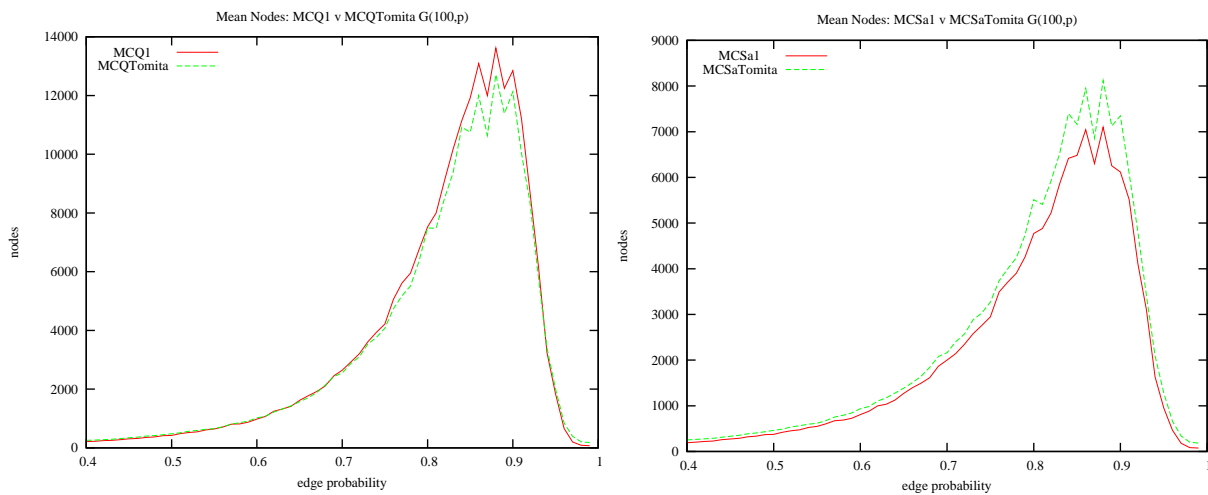 Mean Nodes: MCQ1 v MCQTomita G(100,p)
14000
12000
10000
8000
6000
4000
2000
0
nodes
MCQ1
MCQTomita
0.4 0.5 0.6 0.7 0.8 0.9 1
edge probability
Mean Nodes: MCSa1 v MCSaTomita G(100,p)
9000
8000
7000
6000
5000
4000
3000
2000
1000
0
nodes
MCSa1
MCSaTomita
0.4 0.5 0.6 0.7 0.8 0.9 1
edge probability